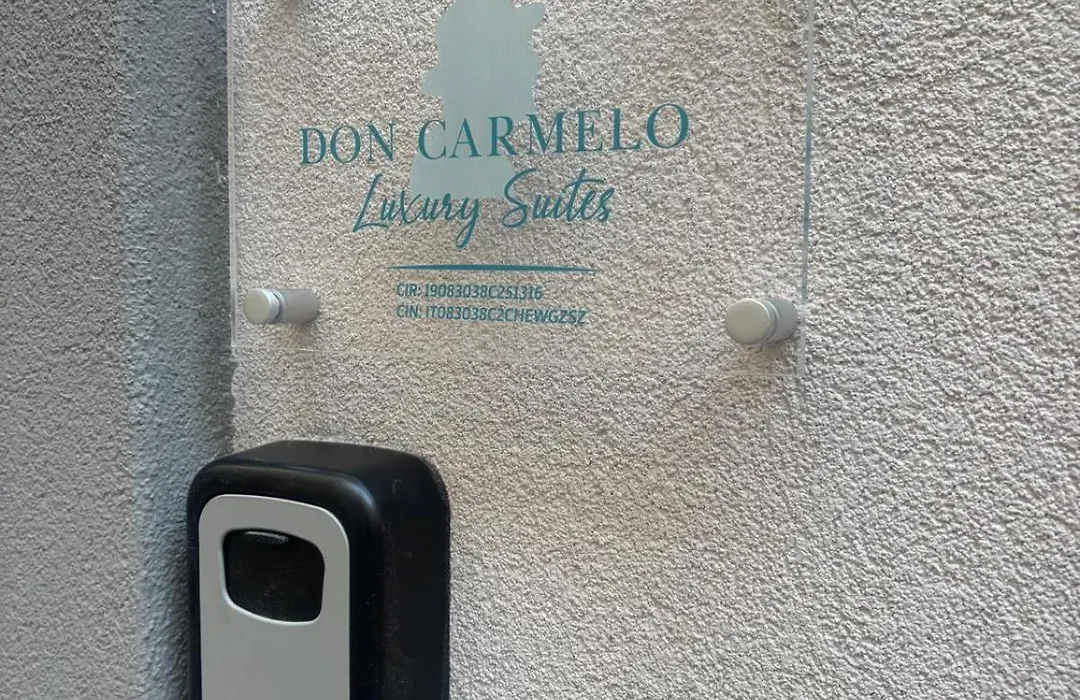 DON CARMELO
Luxury Suites
CIR: 19083038C251316
CIN: IT083038C2CHEWGZSZ